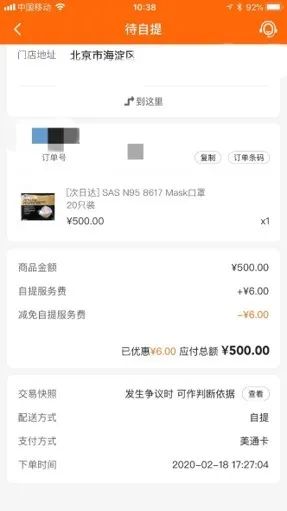 中国移动 10:38 92%
待自提
门店地址 北京市海淀区
到这里
订单号 复制 订单条码
[次日达] SAS N95 8617 Mask口罩
20只装
¥500.00 x1
商品金额 ¥500.00
自提服务费 +¥6.00
减免自提服务费 -¥6.00
已优惠¥6.00 应付总额 ¥500.00
交易快照 发生争议时 可作判断依据 查看
配送方式 自提
支付方式 美通卡
下单时间 2020-02-18 17:27:04